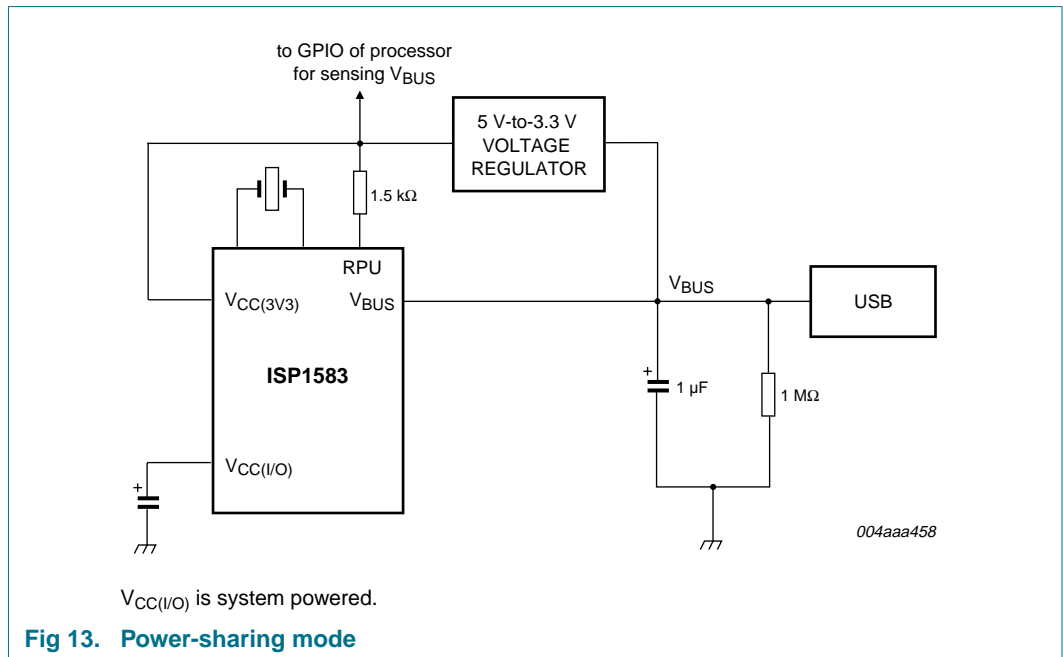 to GPIO of processor
for sensing VBUS
5 V-to-3.3 V
VOLTAGE
REGULATOR
1.5 kΩ
RPU
VCC(3V3)
VBUS
VBUS
USB
ISP1583
+
1 µF
1 MΩ
VCC(I/O)
+
004aaa458
VCC(I/O) is system powered.
Fig 13. Power-sharing mode